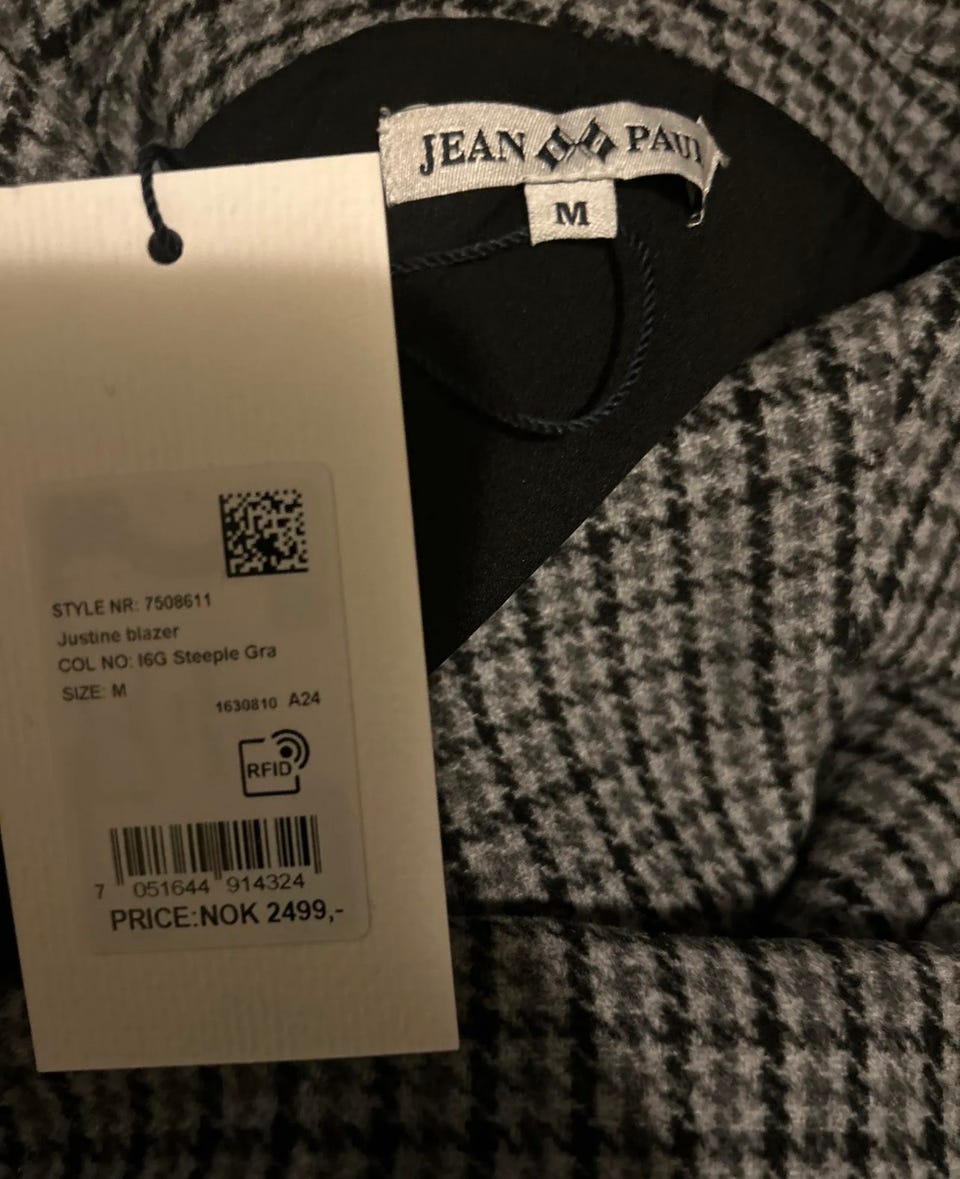 JEAN PAUL
M
STYLE NR: 7508611
Justine blazer
COL NO: I6G Steeple Gra
SIZE: M
1630810 A24
RFID
7 051644 914324
PRICE:NOK 2499,-